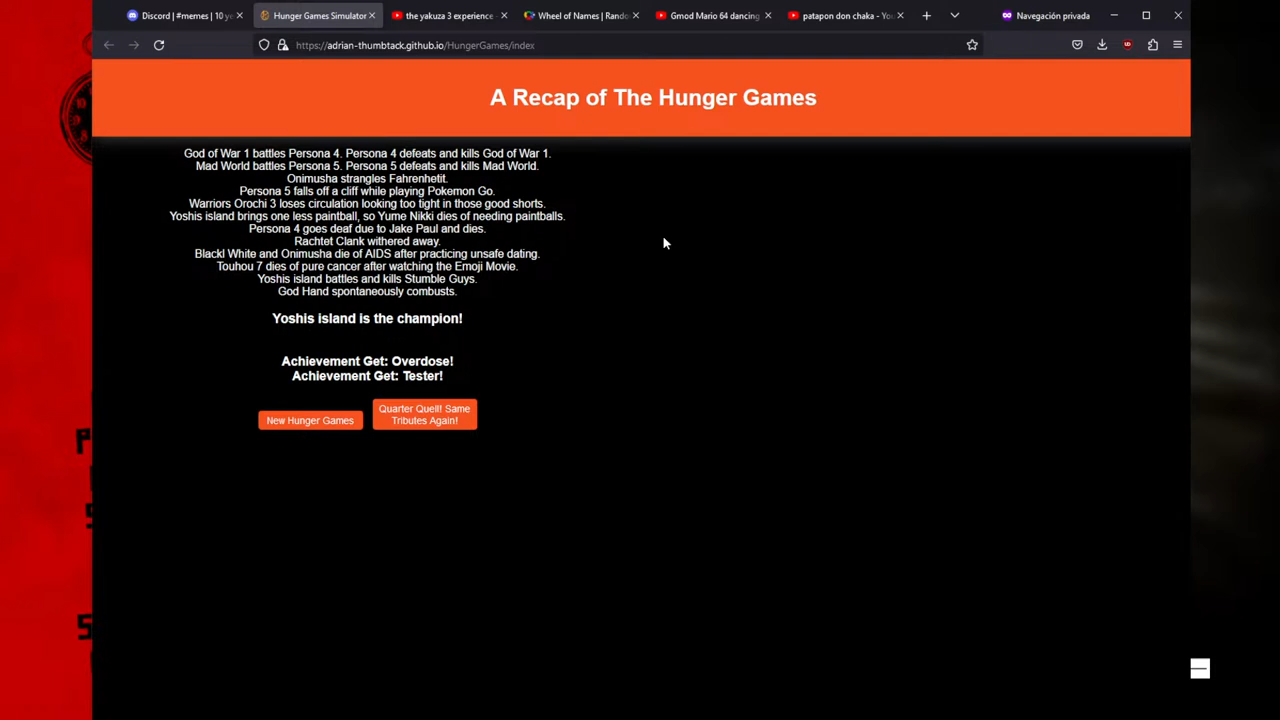 Discord | #memes | 10 ye
Hunger Games Simulator
the yakuza 3 experience
Wheel of Names | Rando
Gmod Mario 64 dancing
patapon don chaka - You
Navegación privada
https://adrian-thumbtack.github.io/HungerGames/index
A Recap of The Hunger Games
God of War 1 battles Persona 4. Persona 4 defeats and kills God of War 1.
Mad World battles Persona 5. Persona 5 defeats and kills Mad World.
Onimusha strangles Fahrenhetit.
Persona 5 falls off a cliff while playing Pokemon Go.
Warriors Orochi 3 loses circulation looking too tight in those good shorts.
Yoshis island brings one less paintball, so Yume Nikki dies of needing paintballs.
Persona 4 goes deaf due to Jake Paul and dies.
Rachtet Clank withered away.
Blackl White and Onimusha die of AIDS after practicing unsafe dating.
Touhou 7 dies of pure cancer after watching the Emoji Movie.
Yoshis island battles and kills Stumble Guys.
God Hand spontaneously combusts.
Yoshis island is the champion!
Achievement Get: Overdose!
Achievement Get: Tester!
New Hunger Games
Quarter Quell! Same
Tributes Again!